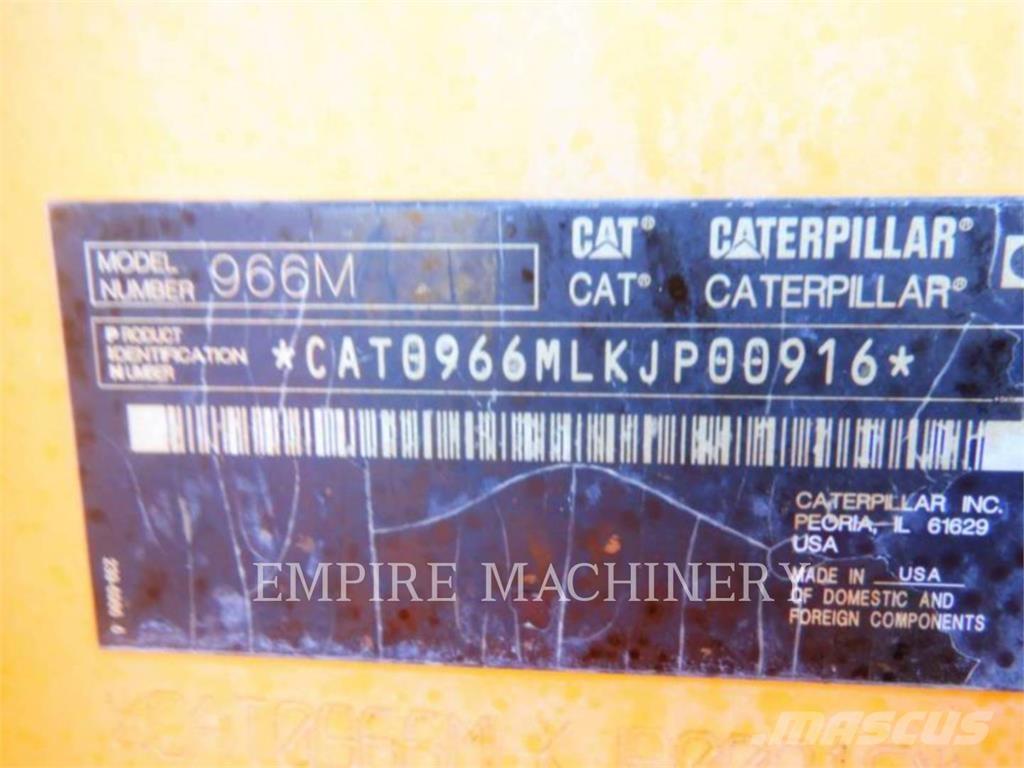 MODEL NUMBER 966M
CAT® CATERPILLAR®
CAT® CATERPILLAR®
PRODUCT
IDENTIFICATION
NUMBER
*CAT0966MLKJP00916*
CATERPILLAR INC.
PEORIA, IL 61629
USA
EMPIRE MACHINERY
MADE IN USA
OF DOMESTIC AND
FOREIGN COMPONENTS
MASCUS